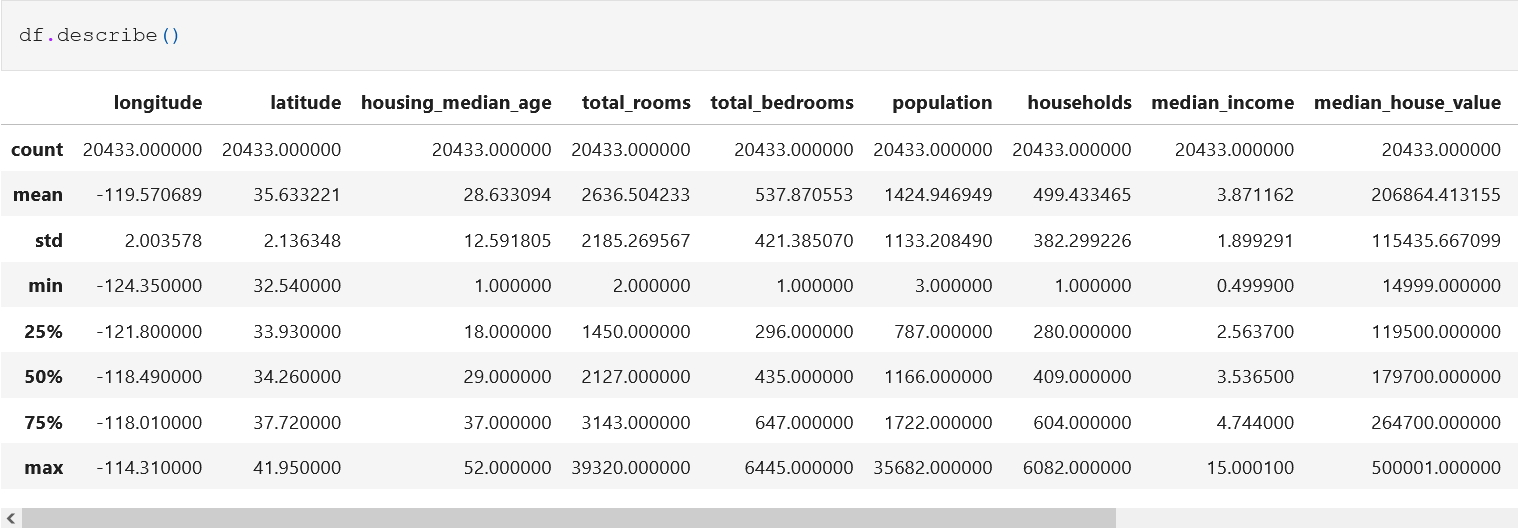 df.describe()
longitude latitude housing_median_age total_rooms total_bedrooms population households median_income median_house_value
count 20433.000000 20433.000000 20433.000000 20433.000000 20433.000000 20433.000000 20433.000000 20433.000000 20433.000000
mean -119.570689 35.633221 28.633094 2636.504233 537.870553 1424.946949 499.433465 3.871162 206864.413155
std 2.003578 2.136348 12.591805 2185.269567 421.385070 1133.208490 382.299226 1.899291 115435.667099
min -124.350000 32.540000 1.000000 2.000000 1.000000 3.000000 1.000000 0.499900 14999.000000
25% -121.800000 33.930000 18.000000 1450.000000 296.000000 787.000000 280.000000 2.563700 119500.000000
50% -118.490000 34.260000 29.000000 2127.000000 435.000000 1166.000000 409.000000 3.536500 179700.000000
75% -118.010000 37.720000 37.000000 3143.000000 647.000000 1722.000000 604.000000 4.744000 264700.000000
max -114.310000 41.950000 52.000000 39320.000000 6445.000000 35682.000000 6082.000000 15.000100 500001.000000